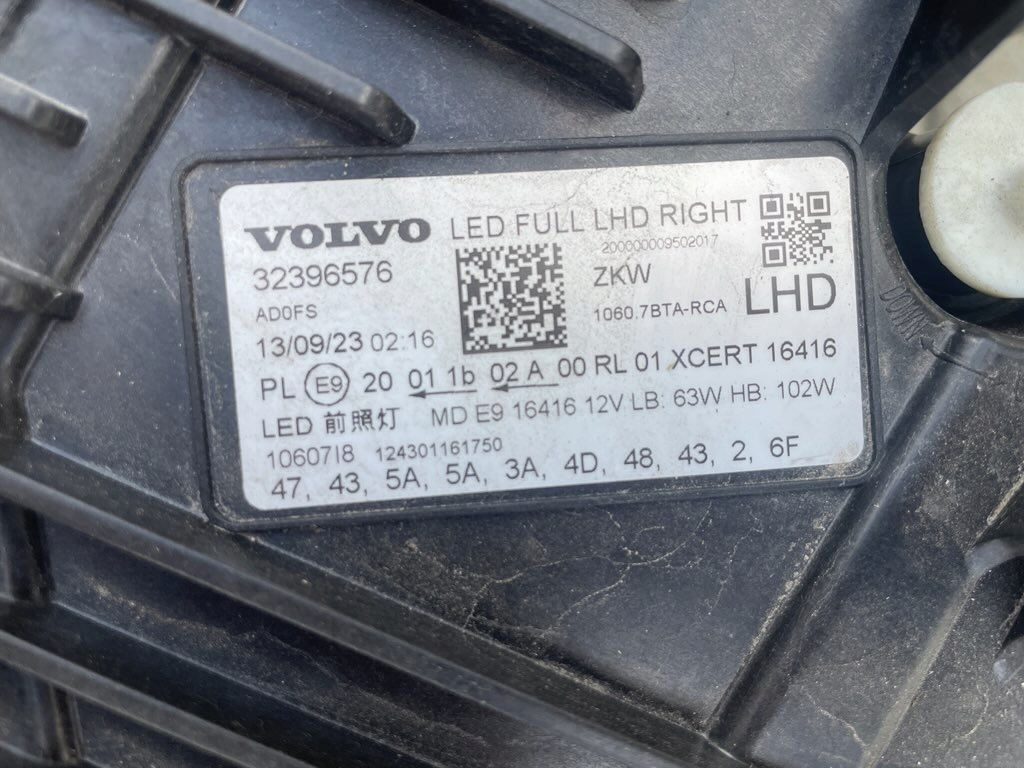 VOLVO LED FULL LHD RIGHT
32396576 200000009502017
AD0FS ZKW
13/09/23 02:16 1060.7BTA-RCA LHD
PL E9 20 01 1b 02 A 00 RL 01 XCERT 16416
LED 前照灯 MD E9 16416 12V LB: 63W HB: 102W
10607I8 124301161750
47, 43, 5A, 5A, 3A, 4D, 48, 43, 2, 6F